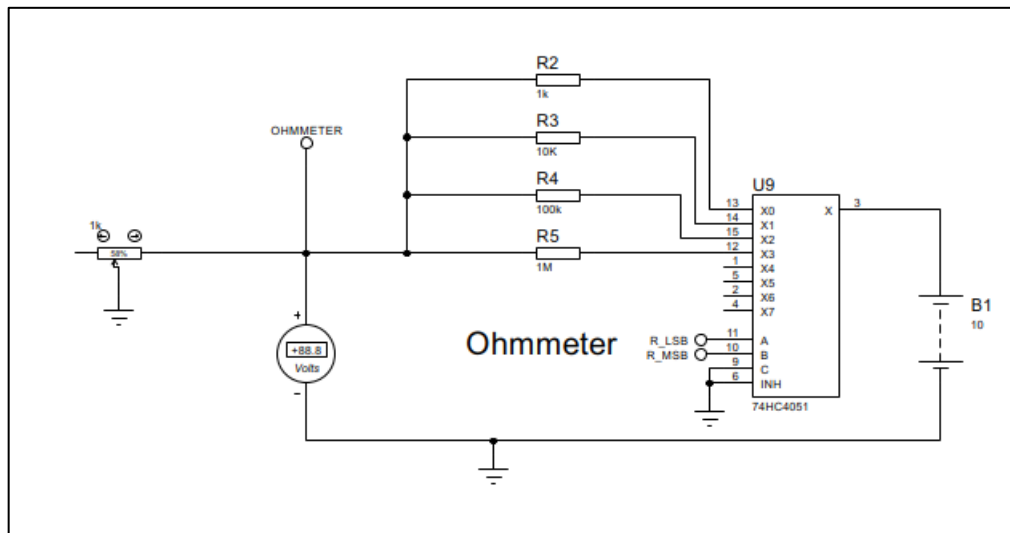 R2
1k
OHMMETER
R3
10K
R4
100k
U9
13 X0 X 3
14 X1
15 X2
12 X3
1 X4
5 X5
2 X6
4 X7
1k
58%
R5
1M
B1
10
+
+88.8
Volts
-
Ohmmeter
R_LSB 11 A
R_MSB 10 B
9 C
6 INH
74HC4051